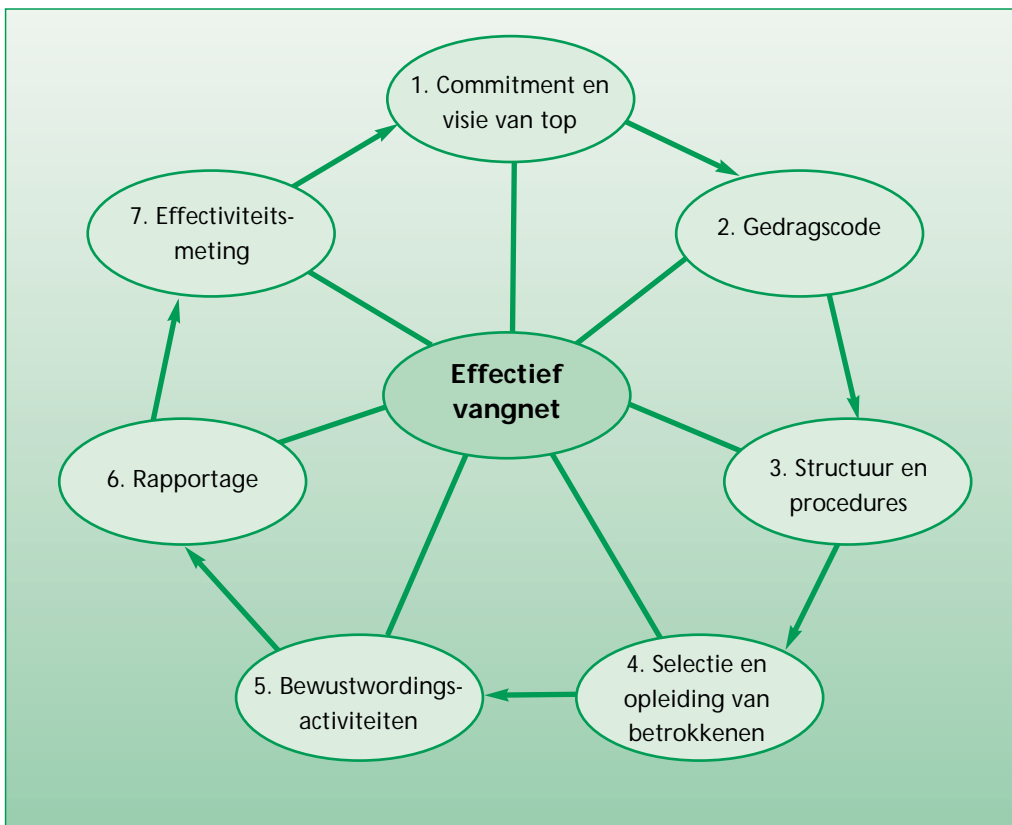 1. Commitment en
visie van top
2. Gedragscode
3. Structuur en
procedures
4. Selectie en
opleiding van
betrokkenen
5. Bewustwordings-
activiteiten
6. Rapportage
7. Effectiviteits-
meting
Effectief
vangnet